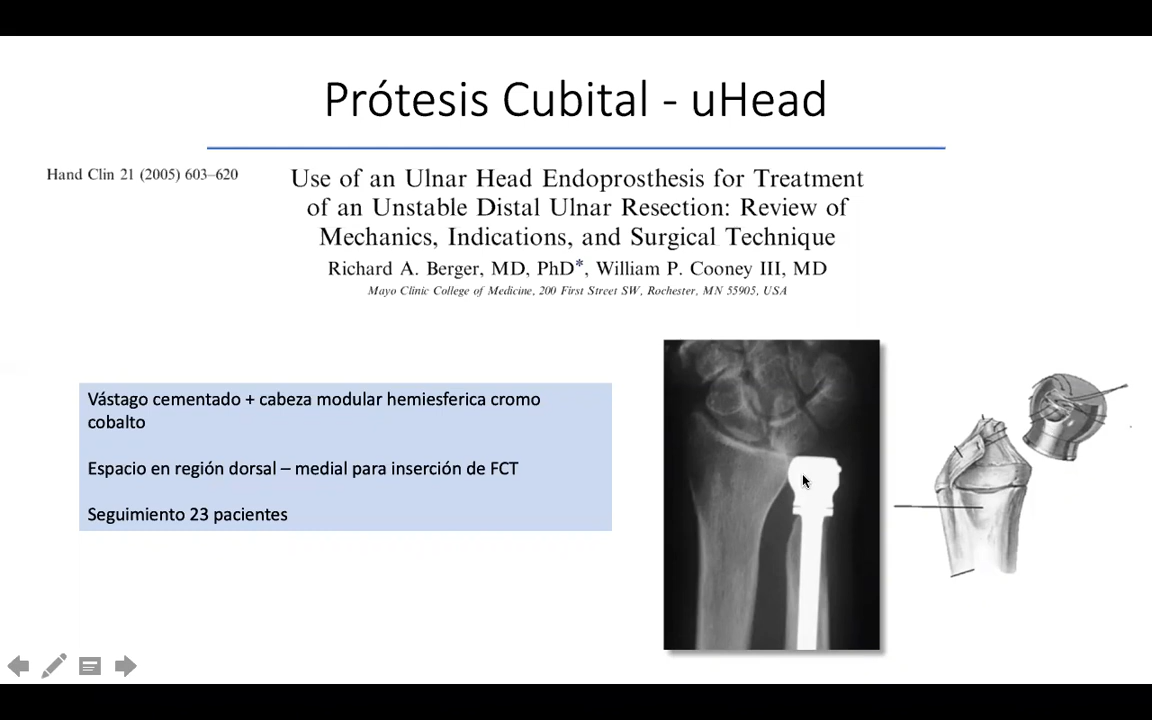 Prótesis Cubital - uHead
Hand Clin 21 (2005) 603–620
Use of an Ulnar Head Endoprosthesis for Treatment
of an Unstable Distal Ulnar Resection: Review of
Mechanics, Indications, and Surgical Technique
Richard A. Berger, MD, PhD*, William P. Cooney III, MD
Mayo Clinic College of Medicine, 200 First Street SW, Rochester, MN 55905, USA
Vástago cementado + cabeza modular hemiesferica cromo
cobalto
Espacio en región dorsal – medial para inserción de FCT
Seguimiento 23 pacientes